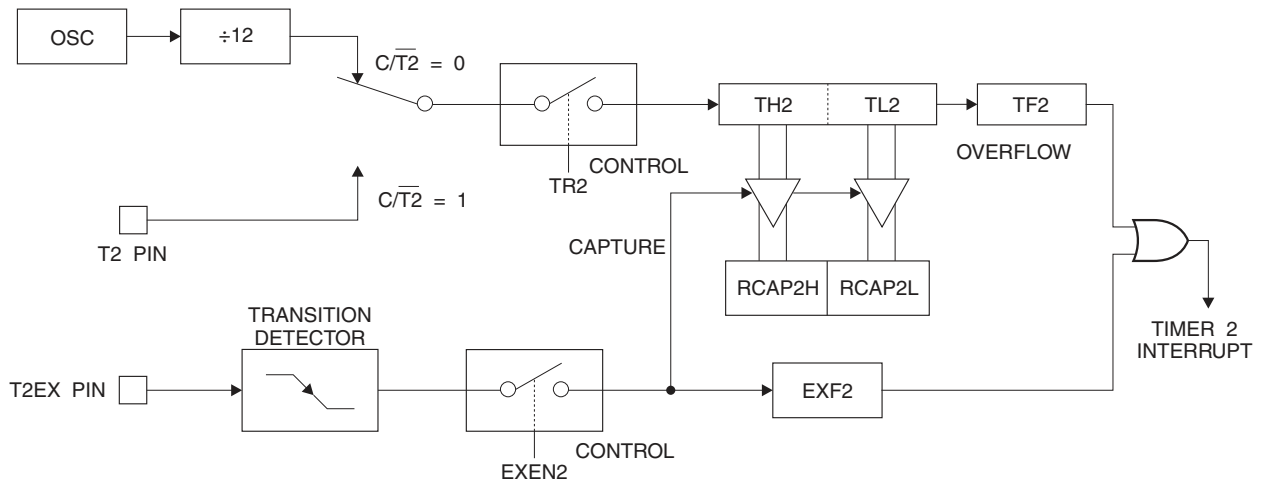 OSC
÷12
C/T2̅ = 0
TH2
TL2
TF2
OVERFLOW
CONTROL
TR2
C/T2̅ = 1
T2 PIN
CAPTURE
RCAP2H
RCAP2L
TRANSITION
DETECTOR
TIMER 2
INTERRUPT
T2EX PIN
EXF2
CONTROL
EXEN2